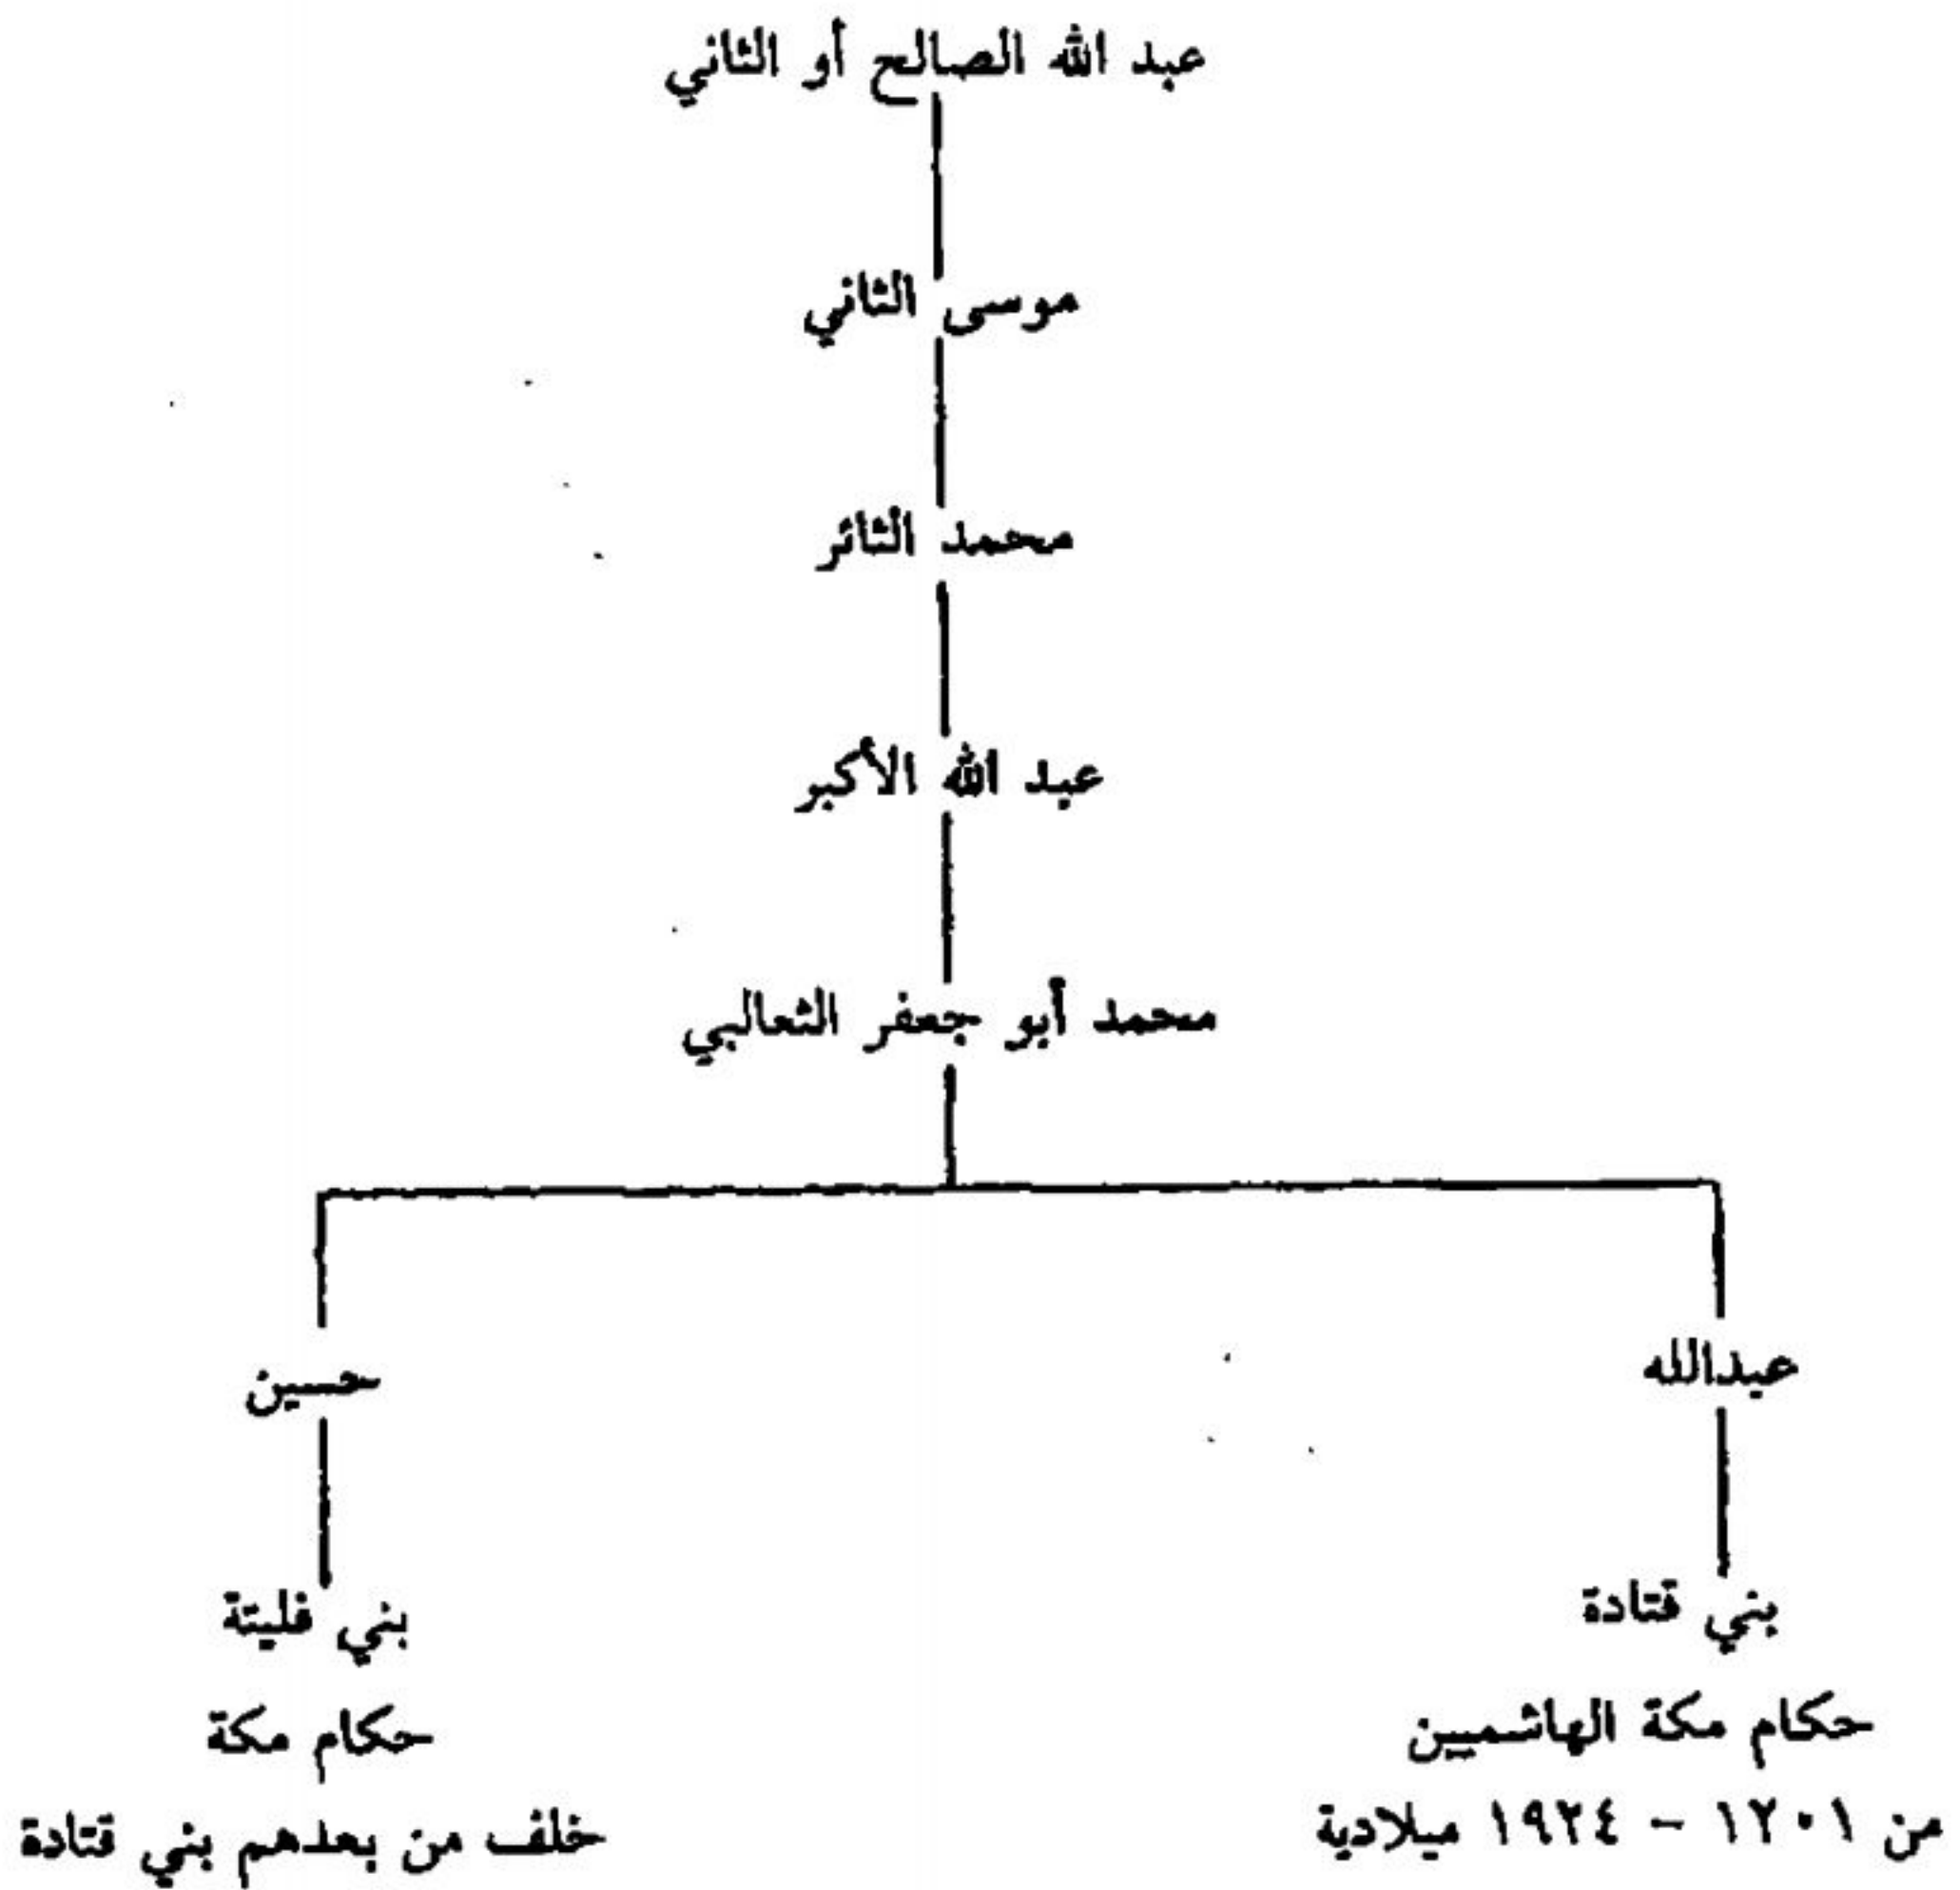 عبد الله الصالح أو الثاني
موسى الثاني
محمد الثائر
عبد الله الأكبر
محمد أبو جعفر الثعالبي
عبدالله
حسين
بني قتادة
بني فليتة
حكام مكة الهاشميين
حكام مكة
من ١٢٠١ - ١٩٢٤ ميلادية
خلف من بعدهم بني قتادة